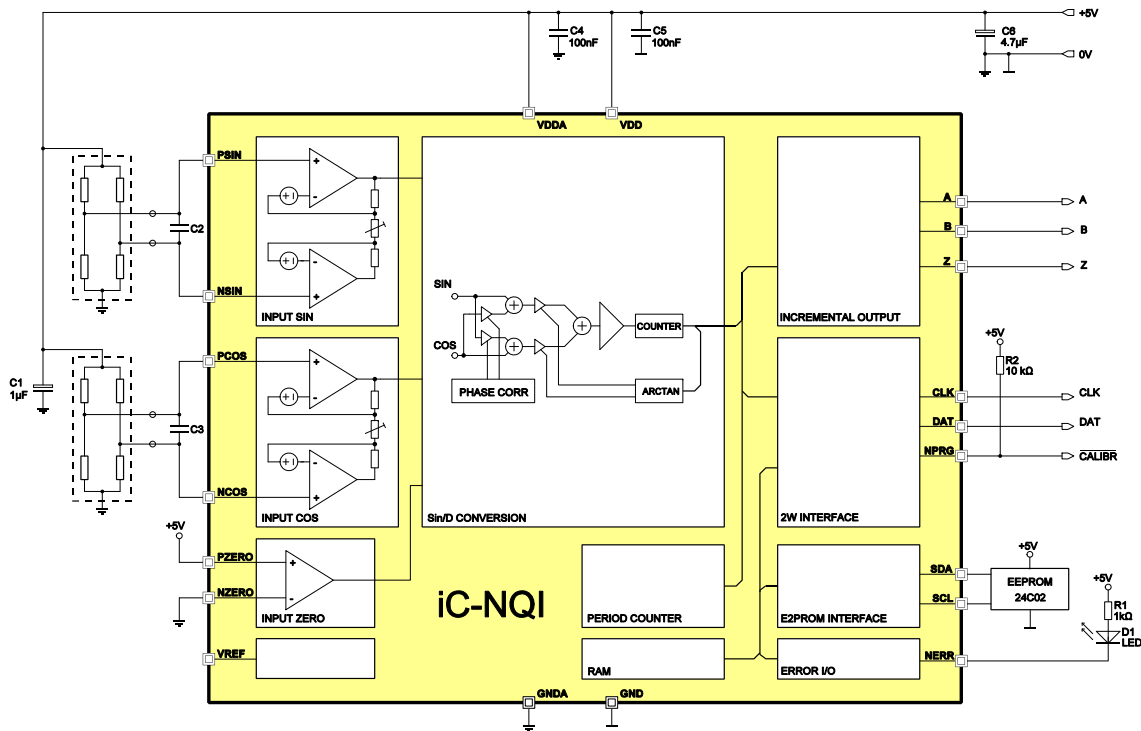 +5V
C4
100nF
C5
100nF
C6
4.7µF
0V
VDDA
VDD
PSIN
C2
NSIN
INPUT SIN
SIN
COS
COUNTER
PHASE CORR
ARCTAN
Sin/D CONVERSION
A
A
B
B
Z
Z
INCREMENTAL OUTPUT
C1
1µF
PCOS
C3
NCOS
INPUT COS
+5V
R2
10 kΩ
CLK
CLK
DAT
DAT
NPRG
CALIBR
2W INTERFACE
+5V
PZERO
NZERO
INPUT ZERO
VREF
iC-NQI
PERIOD COUNTER
RAM
SDA
SCL
E2PROM INTERFACE
+5V
EEPROM
24C02
+5V
R1
1kΩ
D1
LED
NERR
ERROR I/O
GNDA
GND
+
-
+
-
+
-
+
-
+
-